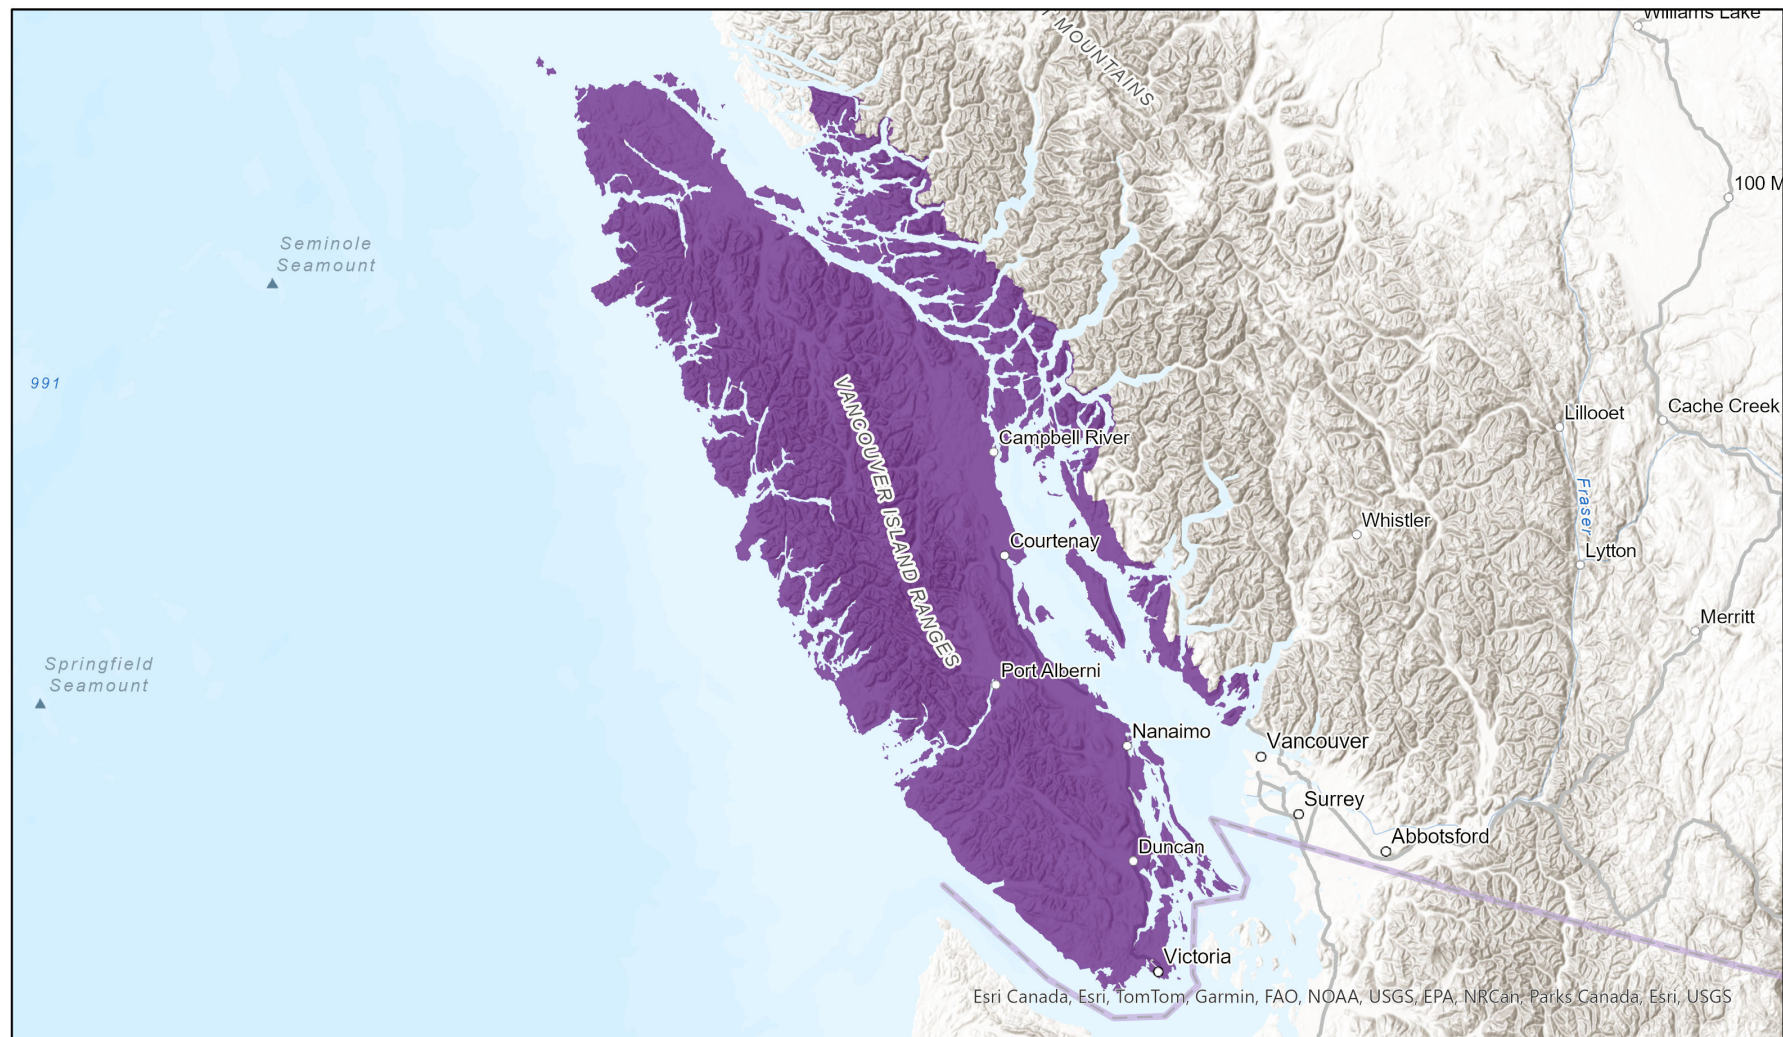 Williams Lake
T MOUNTAINS
100 M
Seminole
Seamount
991
VANCOUVER ISLAND RANGES
Campbell River
Lillooet
Cache Creek
Fraser
Whistler
Courtenay
Lytton
Merritt
Springfield
Seamount
Port Alberni
Nanaimo
Vancouver
Surrey
Abbotsford
Duncan
Victoria
Esri Canada, Esri, TomTom, Garmin, FAO, NOAA, USGS, EPA, NRCan, Parks Canada, Esri, USGS